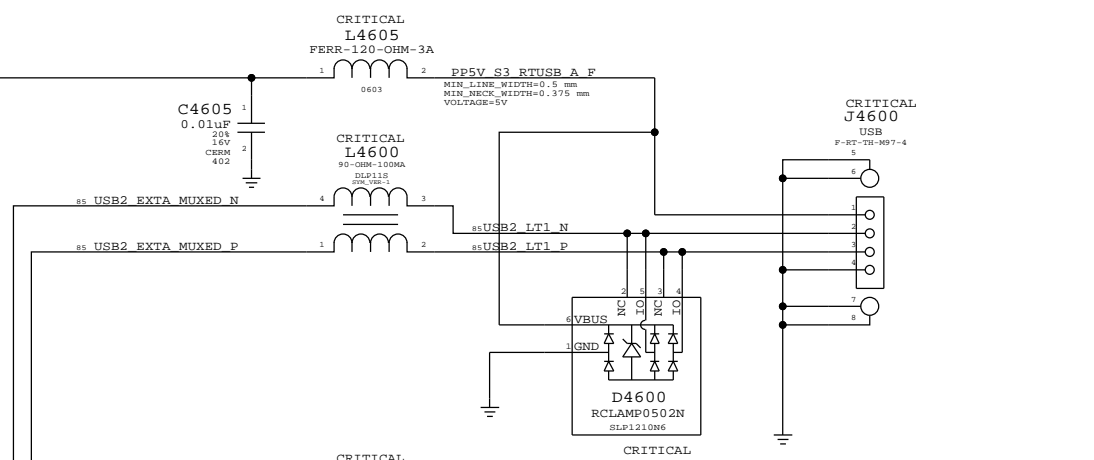 CRITICAL
L4605
FERR-120-OHM-3A
1
2
PP5V_S3_RTUSB_A_F
0603
MIN_LINE_WIDTH=0.5 mm
MIN_NECK_WIDTH=0.375 mm
VOLTAGE=5V
C4605
1
0.01uF
20%
16V
CERM
2
402
CRITICAL
L4600
90-OHM-100MA
DLP11S
SYM_VER-1
85 USB2_EXTA_MUXED_N
4
3
85 USB2_LT1_N
85 USB2_EXTA_MUXED_P
1
2
85 USB2_LT1_P
CRITICAL
J4600
USB
F-RT-TH-M97-4
5
6
1
2
3
4
7
8
2
5
3
4
NC
IO
NC
IO
6
VBUS
1
GND
D4600
RCLAMP0502N
SLP1210N6
CRITICAL
CRITICAL